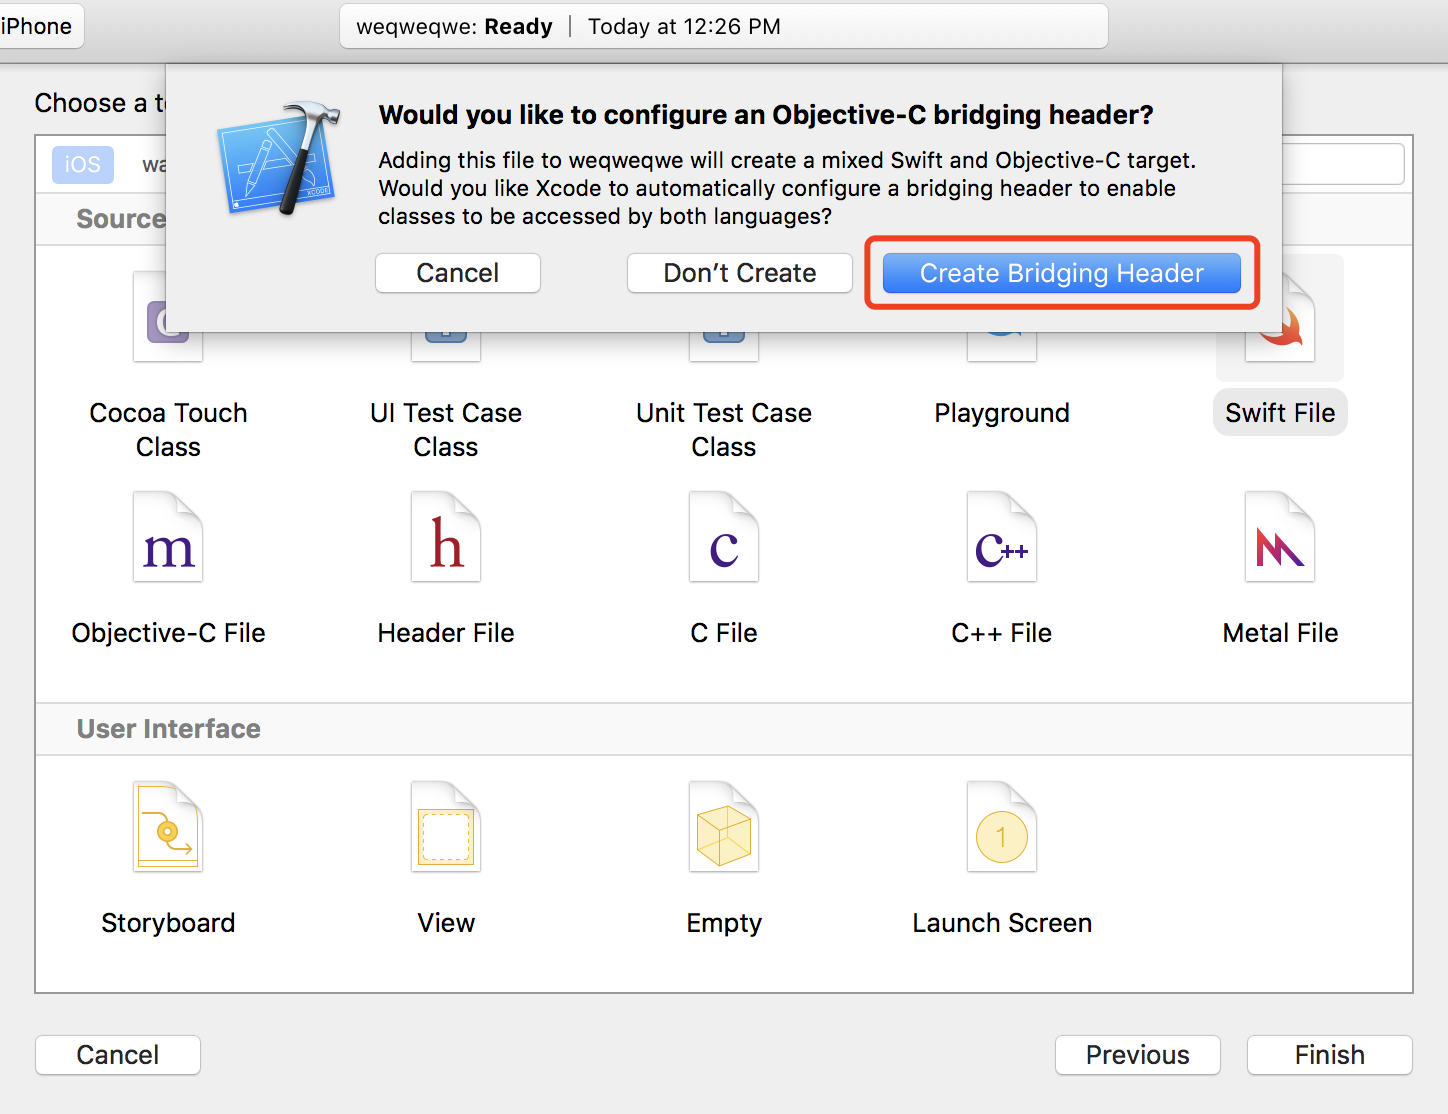 iPhone
weqweqwe: Ready | Today at 12:26 PM
Choose a
Would you like to configure an Objective-C bridging header?
Adding this file to weqweqwe will create a mixed Swift and Objective-C target.
Would you like Xcode to automatically configure a bridging header to enable
classes to be accessed by both languages?
Cancel
Don't Create
Create Bridging Header
iOS
Source
Cocoa Touch
Class
UI Test Case
Class
Unit Test Case
Class
Playground
Swift File
m
h
c
C++
Objective-C File
Header File
C File
C++ File
Metal File
User Interface
1
Storyboard
View
Empty
Launch Screen
Cancel
Previous
Finish